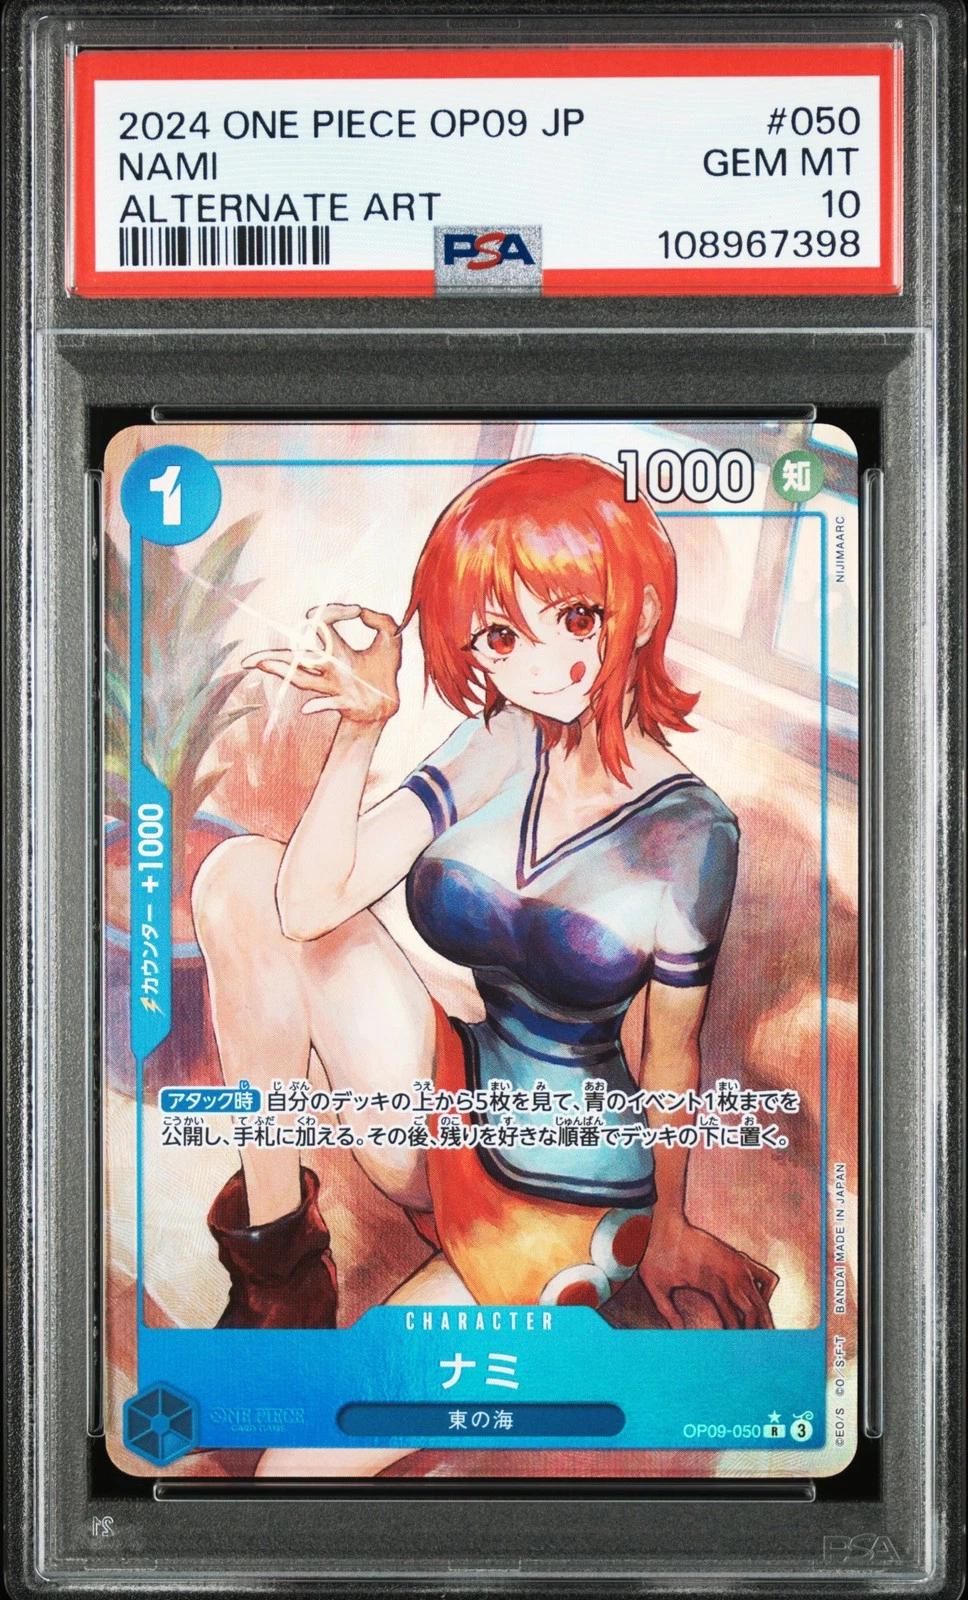 2024 ONE PIECE OP09 JP #050
NAMI GEM MT
ALTERNATE ART 10
PSA 108967398
1 1000 知
NIJIMAARC
カウンター +1000
アタック時 自分のデッキの上から5枚を見て、青のイベント1枚までを
公開し、手札に加える。その後、残りを好きな順番でデッキの下に置く。
CHARACTER
ナミ
東の海
ONE PIECE
CARD GAME
OP09-050 R 3
©EO/S ©O/S・F・T BANDAI MADE IN JAPAN
PSA